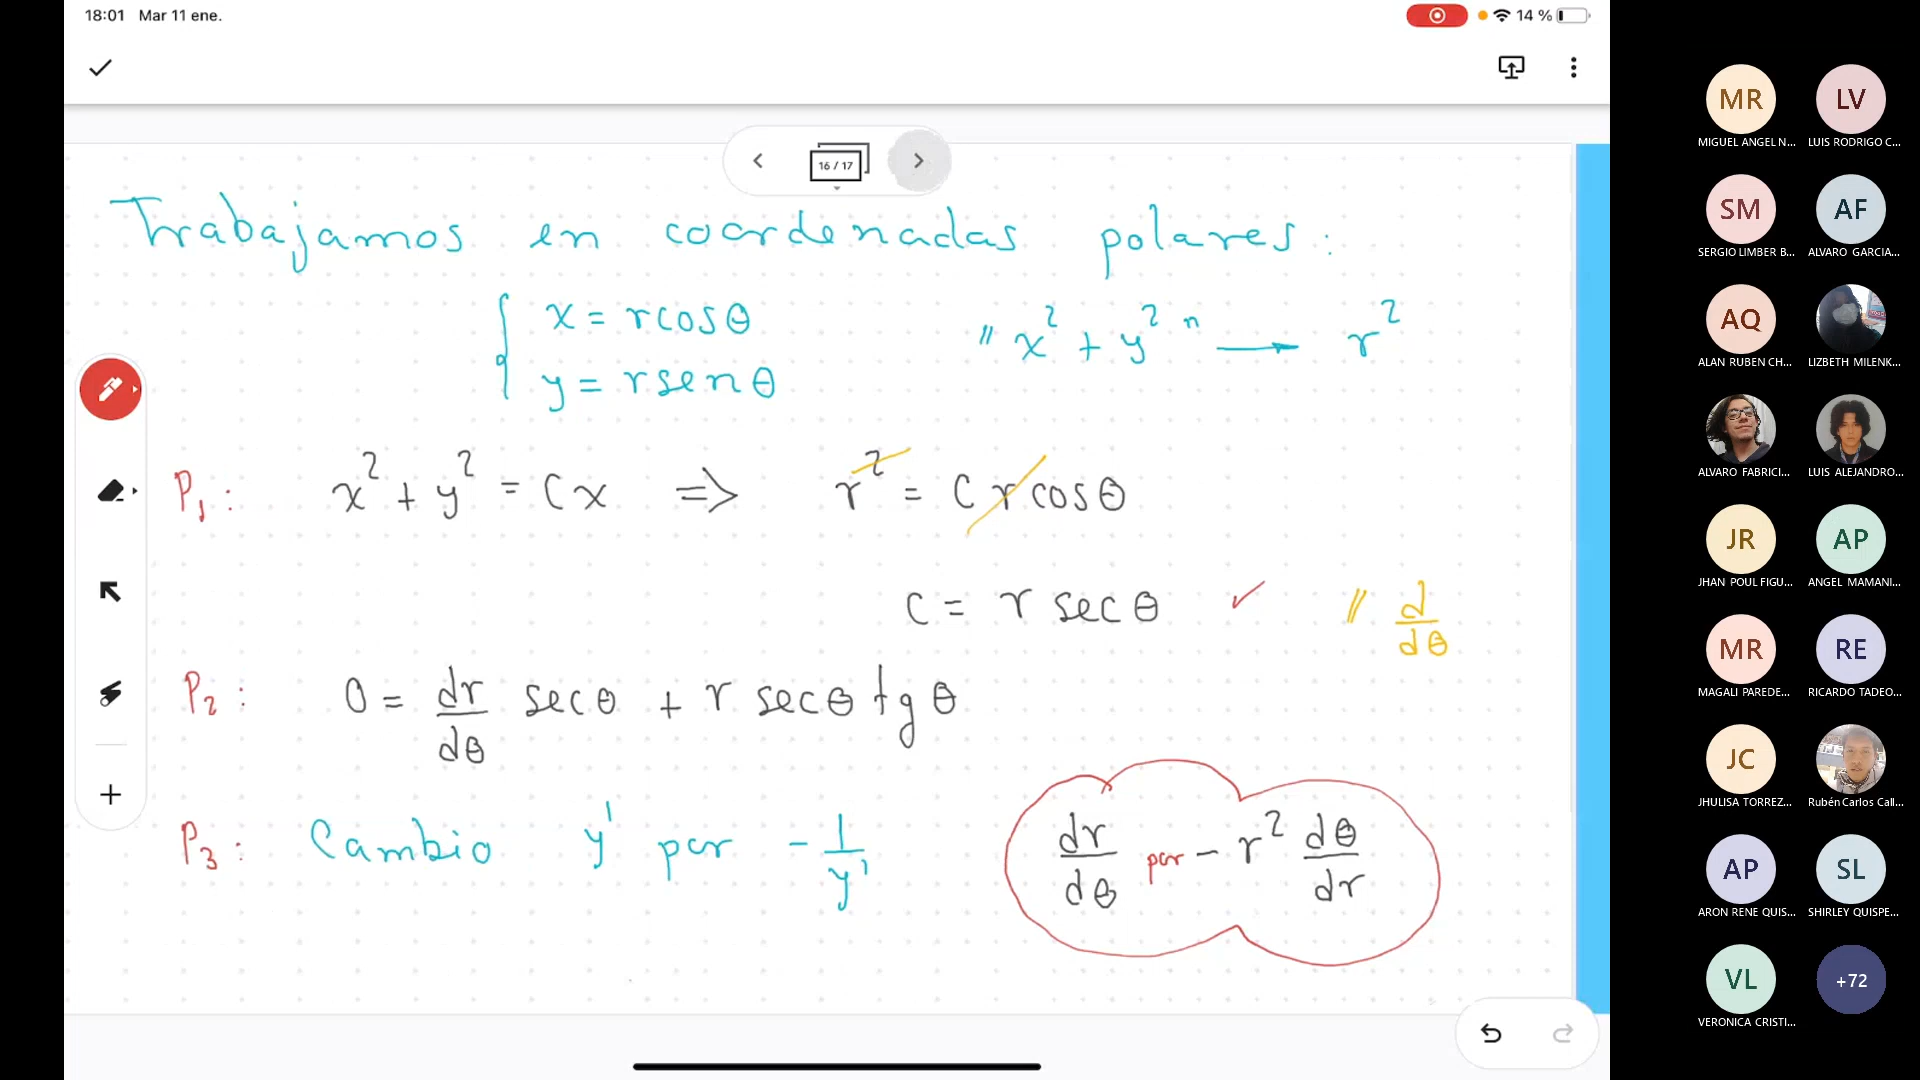 18:01 Mar 11 ene.
14 %
16 / 17
Trabajamos en coordenadas polares:
x = r cosθ
y = r senθ
" x² + y² " → r²
P₁: x² + y² = Cx => r² = C r cosθ
C = r secθ ✓ // d/dθ
P₂: 0 = dr/dθ secθ + r secθ tgθ
P₃: Cambio y' por - 1/y'
dr/dθ por - r² dθ/dr
MR
MIGUEL ANGEL N...
LV
LUIS RODRIGO C...
SM
SERGIO LIMBER B...
AF
ALVARO GARCIA...
AQ
ALAN RUBEN CH...
LIZBETH MILENK...
ALVARO FABRICI...
LUIS ALEJANDRO...
JR
JHAN POUL FIGU...
AP
ANGEL MAMANI...
MR
MAGALI PAREDE...
RE
RICARDO TADEO...
JC
JHULISA TORREZ...
Rubén Carlos Call...
AP
ARON RENE QUIS...
SL
SHIRLEY QUISPE...
VL
VERONICA CRISTI...
+72